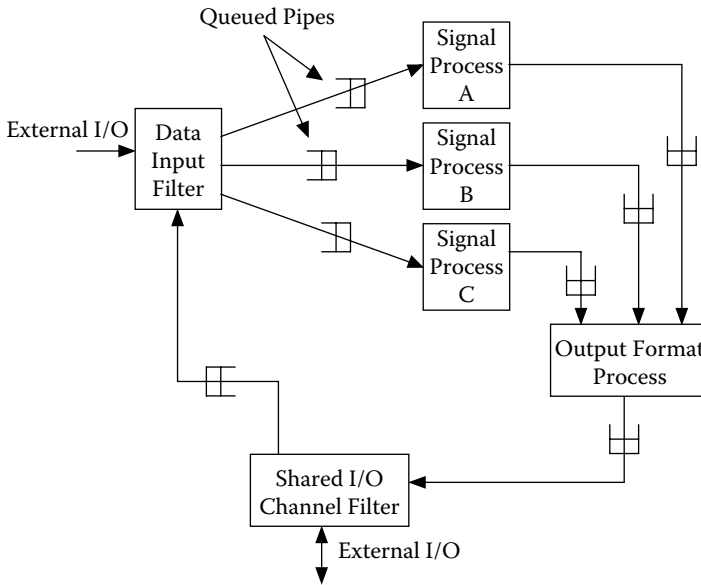 Queued Pipes
Signal
Process
A
External I/O
Data
Input
Filter
Signal
Process
B
Signal
Process
C
Output Format
Process
Shared I/O
Channel Filter
External I/O